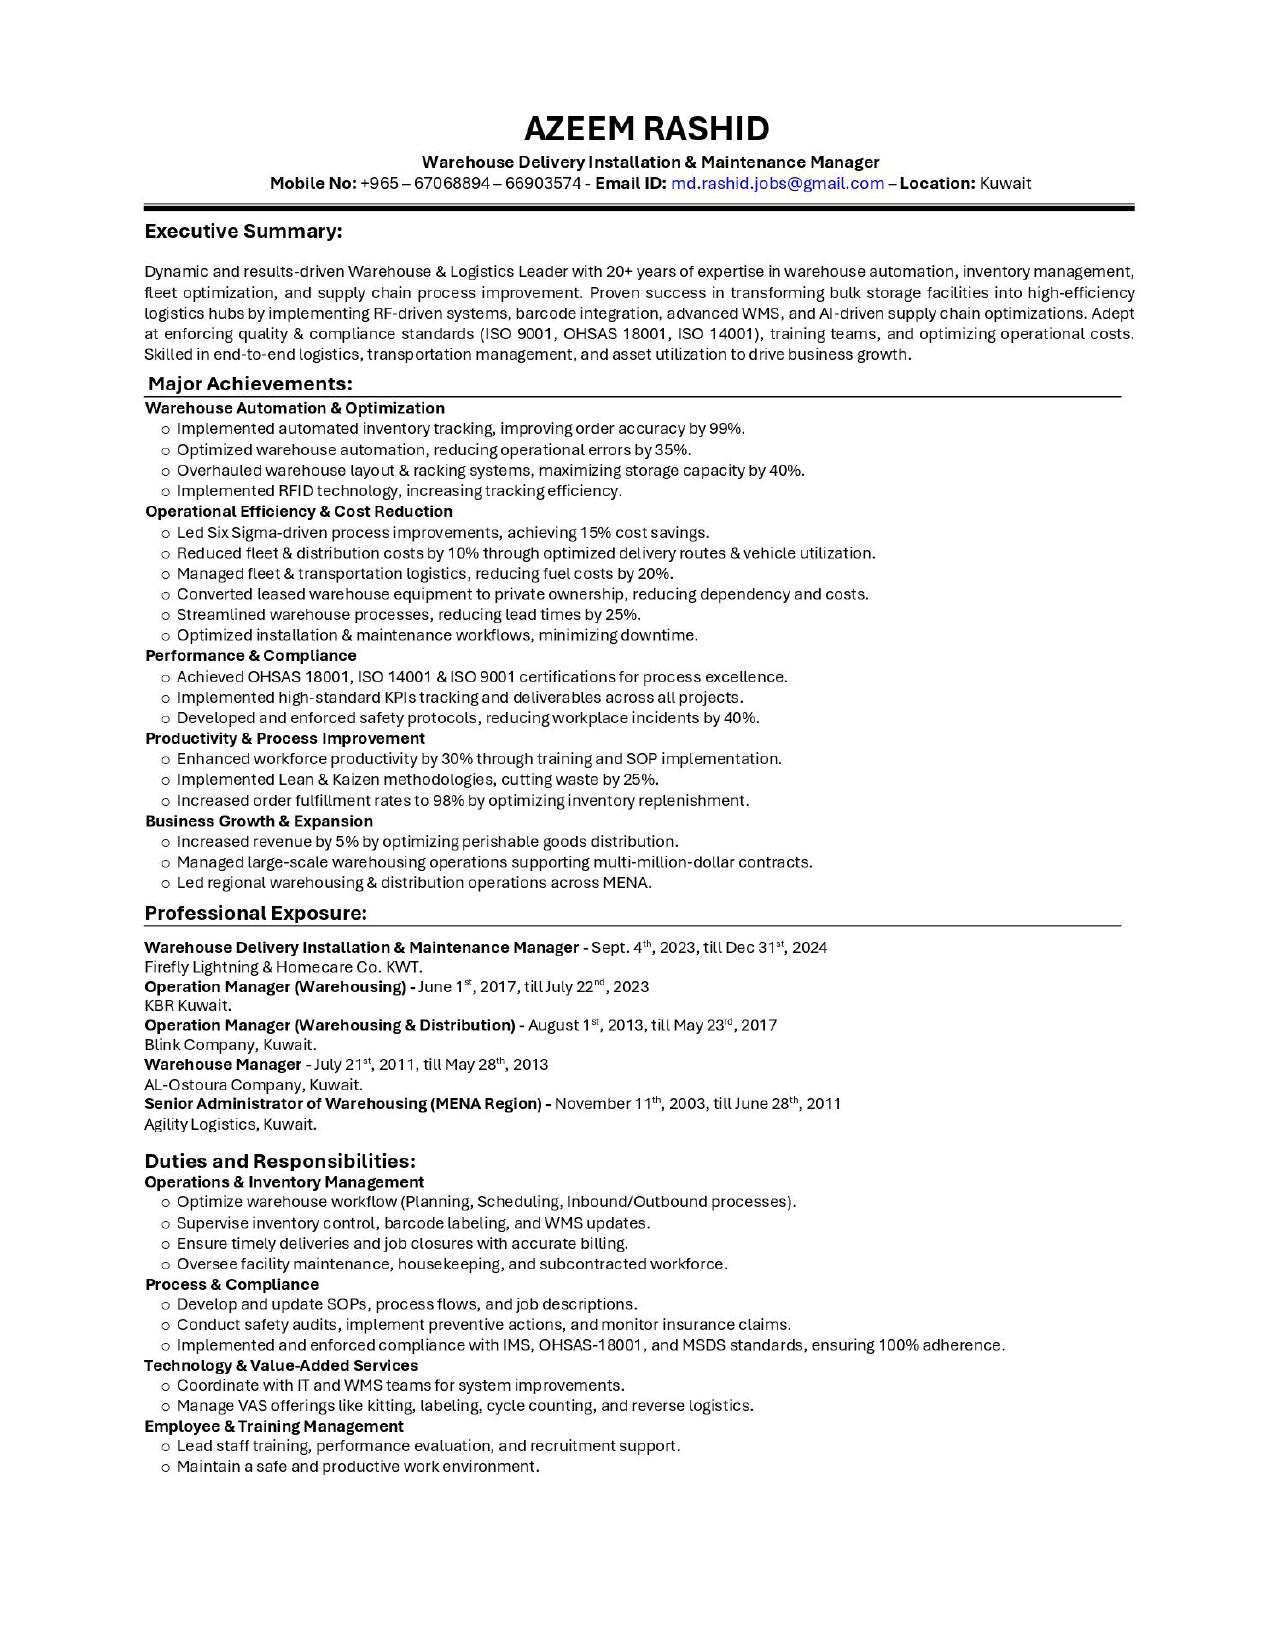 AZEEM RASHID
Warehouse Delivery Installation & Maintenance Manager
Mobile No: +965 – 67068894 – 66903574 - Email ID: md.rashid.jobs@gmail.com – Location: Kuwait
Executive Summary:
Dynamic and results-driven Warehouse & Logistics Leader with 20+ years of expertise in warehouse automation, inventory management,
fleet optimization, and supply chain process improvement. Proven success in transforming bulk storage facilities into high-efficiency
logistics hubs by implementing RF-driven systems, barcode integration, advanced WMS, and AI-driven supply chain optimizations. Adept
at enforcing quality & compliance standards (ISO 9001, OHSAS 18001, ISO 14001), training teams, and optimizing operational costs.
Skilled in end-to-end logistics, transportation management, and asset utilization to drive business growth.
Major Achievements:
Warehouse Automation & Optimization
o Implemented automated inventory tracking, improving order accuracy by 99%.
o Optimized warehouse automation, reducing operational errors by 35%.
o Overhauled warehouse layout & racking systems, maximizing storage capacity by 40%.
o Implemented RFID technology, increasing tracking efficiency.
Operational Efficiency & Cost Reduction
o Led Six Sigma-driven process improvements, achieving 15% cost savings.
o Reduced fleet & distribution costs by 10% through optimized delivery routes & vehicle utilization.
o Managed fleet & transportation logistics, reducing fuel costs by 20%.
o Converted leased warehouse equipment to private ownership, reducing dependency and costs.
o Streamlined warehouse processes, reducing lead times by 25%.
o Optimized installation & maintenance workflows, minimizing downtime.
Performance & Compliance
o Achieved OHSAS 18001, ISO 14001 & ISO 9001 certifications for process excellence.
o Implemented high-standard KPIs tracking and deliverables across all projects.
o Developed and enforced safety protocols, reducing workplace incidents by 40%.
Productivity & Process Improvement
o Enhanced workforce productivity by 30% through training and SOP implementation.
o Implemented Lean & Kaizen methodologies, cutting waste by 25%.
o Increased order fulfillment rates to 98% by optimizing inventory replenishment.
Business Growth & Expansion
o Increased revenue by 5% by optimizing perishable goods distribution.
o Managed large-scale warehousing operations supporting multi-million-dollar contracts.
o Led regional warehousing & distribution operations across MENA.
Professional Exposure:
Warehouse Delivery Installation & Maintenance Manager - Sept. 4th, 2023, till Dec 31st, 2024
Firefly Lightning & Homecare Co. KWT.
Operation Manager (Warehousing) - June 1st, 2017, till July 22nd, 2023
KBR Kuwait.
Operation Manager (Warehousing & Distribution) - August 1st, 2013, till May 23rd, 2017
Blink Company, Kuwait.
Warehouse Manager - July 21st, 2011, till May 28th, 2013
AL-Ostoura Company, Kuwait.
Senior Administrator of Warehousing (MENA Region) - November 11th, 2003, till June 28th, 2011
Agility Logistics, Kuwait.
Duties and Responsibilities:
Operations & Inventory Management
o Optimize warehouse workflow (Planning, Scheduling, Inbound/Outbound processes).
o Supervise inventory control, barcode labeling, and WMS updates.
o Ensure timely deliveries and job closures with accurate billing.
o Oversee facility maintenance, housekeeping, and subcontracted workforce.
Process & Compliance
o Develop and update SOPs, process flows, and job descriptions.
o Conduct safety audits, implement preventive actions, and monitor insurance claims.
o Implemented and enforced compliance with IMS, OHSAS-18001, and MSDS standards, ensuring 100% adherence.
Technology & Value-Added Services
o Coordinate with IT and WMS teams for system improvements.
o Manage VAS offerings like kitting, labeling, cycle counting, and reverse logistics.
Employee & Training Management
o Lead staff training, performance evaluation, and recruitment support.
o Maintain a safe and productive work environment.